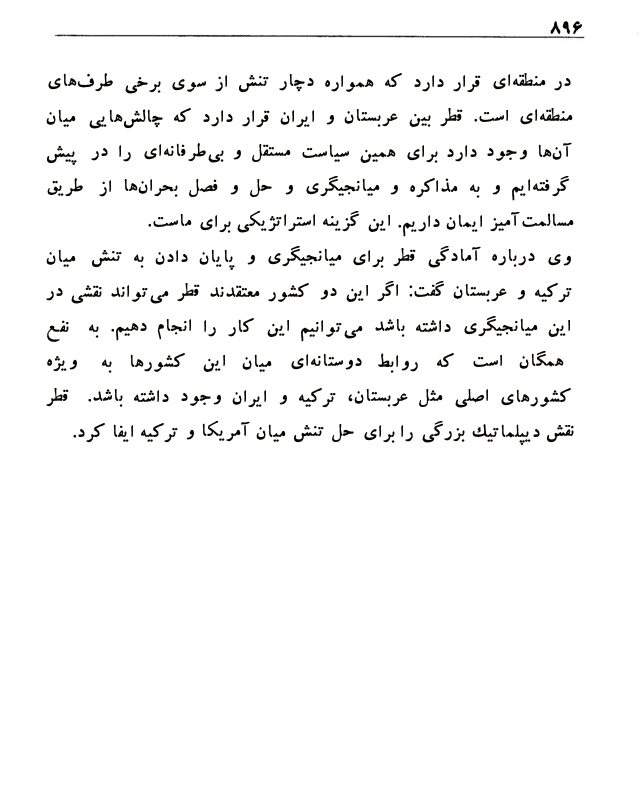 ۸۹۶
در منطقه‌ای قرار دارد که همواره دچار تنش از سوی برخی طرف‌های
منطقه‌ای است. قطر بین عربستان و ایران قرار دارد که چالش‌هایی میان
آن‌ها وجود دارد برای همین سیاست مستقل و بی‌طرفانه‌ای را در پیش
گرفته‌ایم و به مذاکره و میانجیگری و حل و فصل بحران‌ها از طریق
مسالمت‌آمیز ایمان داریم. این گزینه استراتژیکی برای ماست.
وی درباره آمادگی قطر برای میانجیگری و پایان دادن به تنش میان
ترکیه و عربستان گفت: اگر این دو کشور معتقدند قطر می‌تواند نقشی در
این میانجیگری داشته باشد می‌توانیم این کار را انجام دهیم. به نفع
همگان است که روابط دوستانه‌ای میان این کشورها به ویژه
کشورهای اصلی مثل عربستان، ترکیه و ایران وجود داشته باشد. قطر
نقش دیپلماتیك بزرگی را برای حل تنش میان آمریکا و ترکیه ایفا کرد.